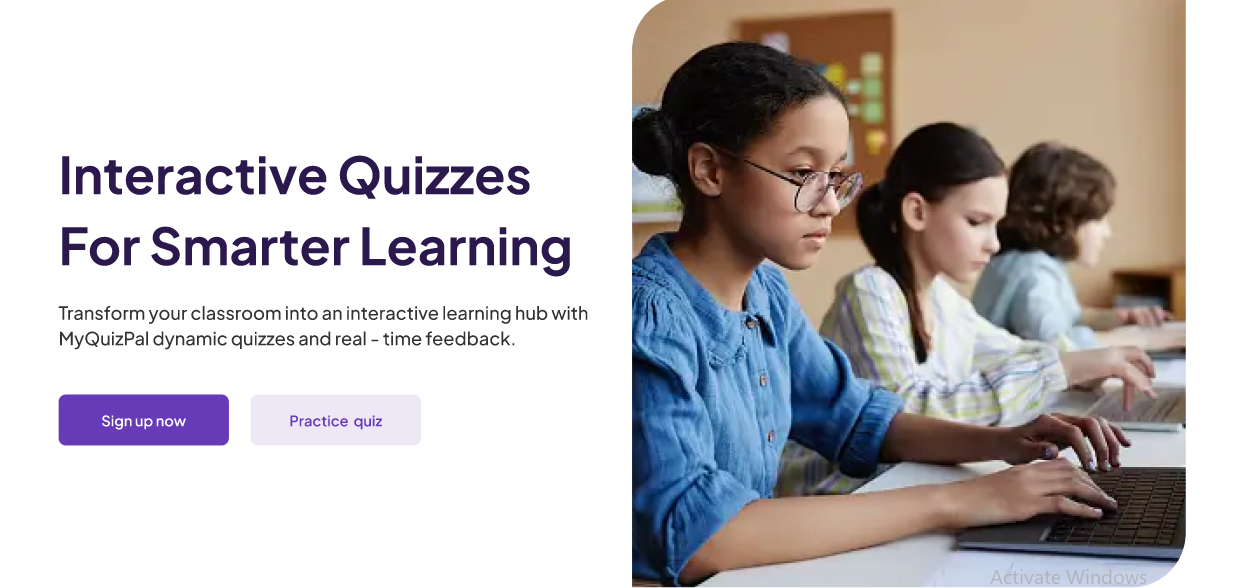 Interactive Quizzes
For Smarter Learning
Transform your classroom into an interactive learning hub with
MyQuizPal dynamic quizzes and real - time feedback.
Sign up now
Practice quiz
Activate Windows